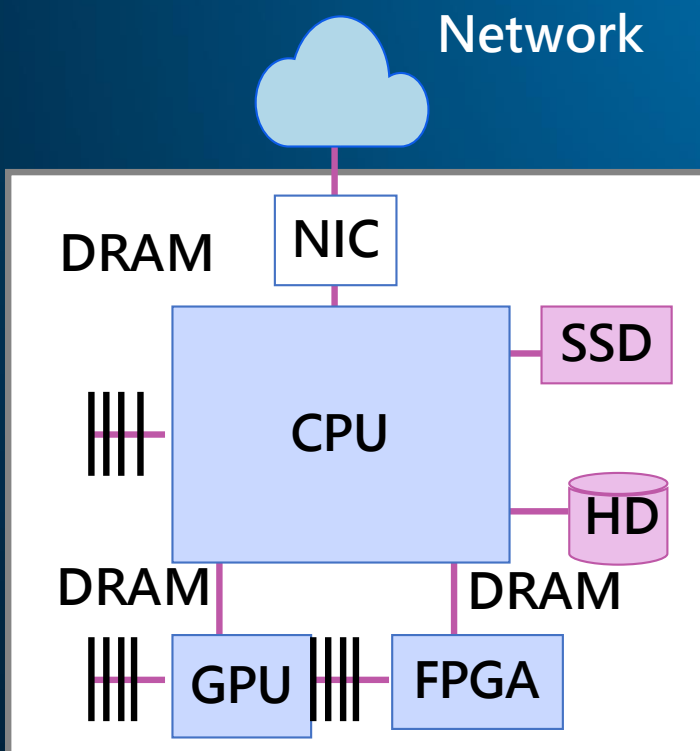 Network
DRAM
NIC
SSD
CPU
HD
DRAM
DRAM
GPU
FPGA